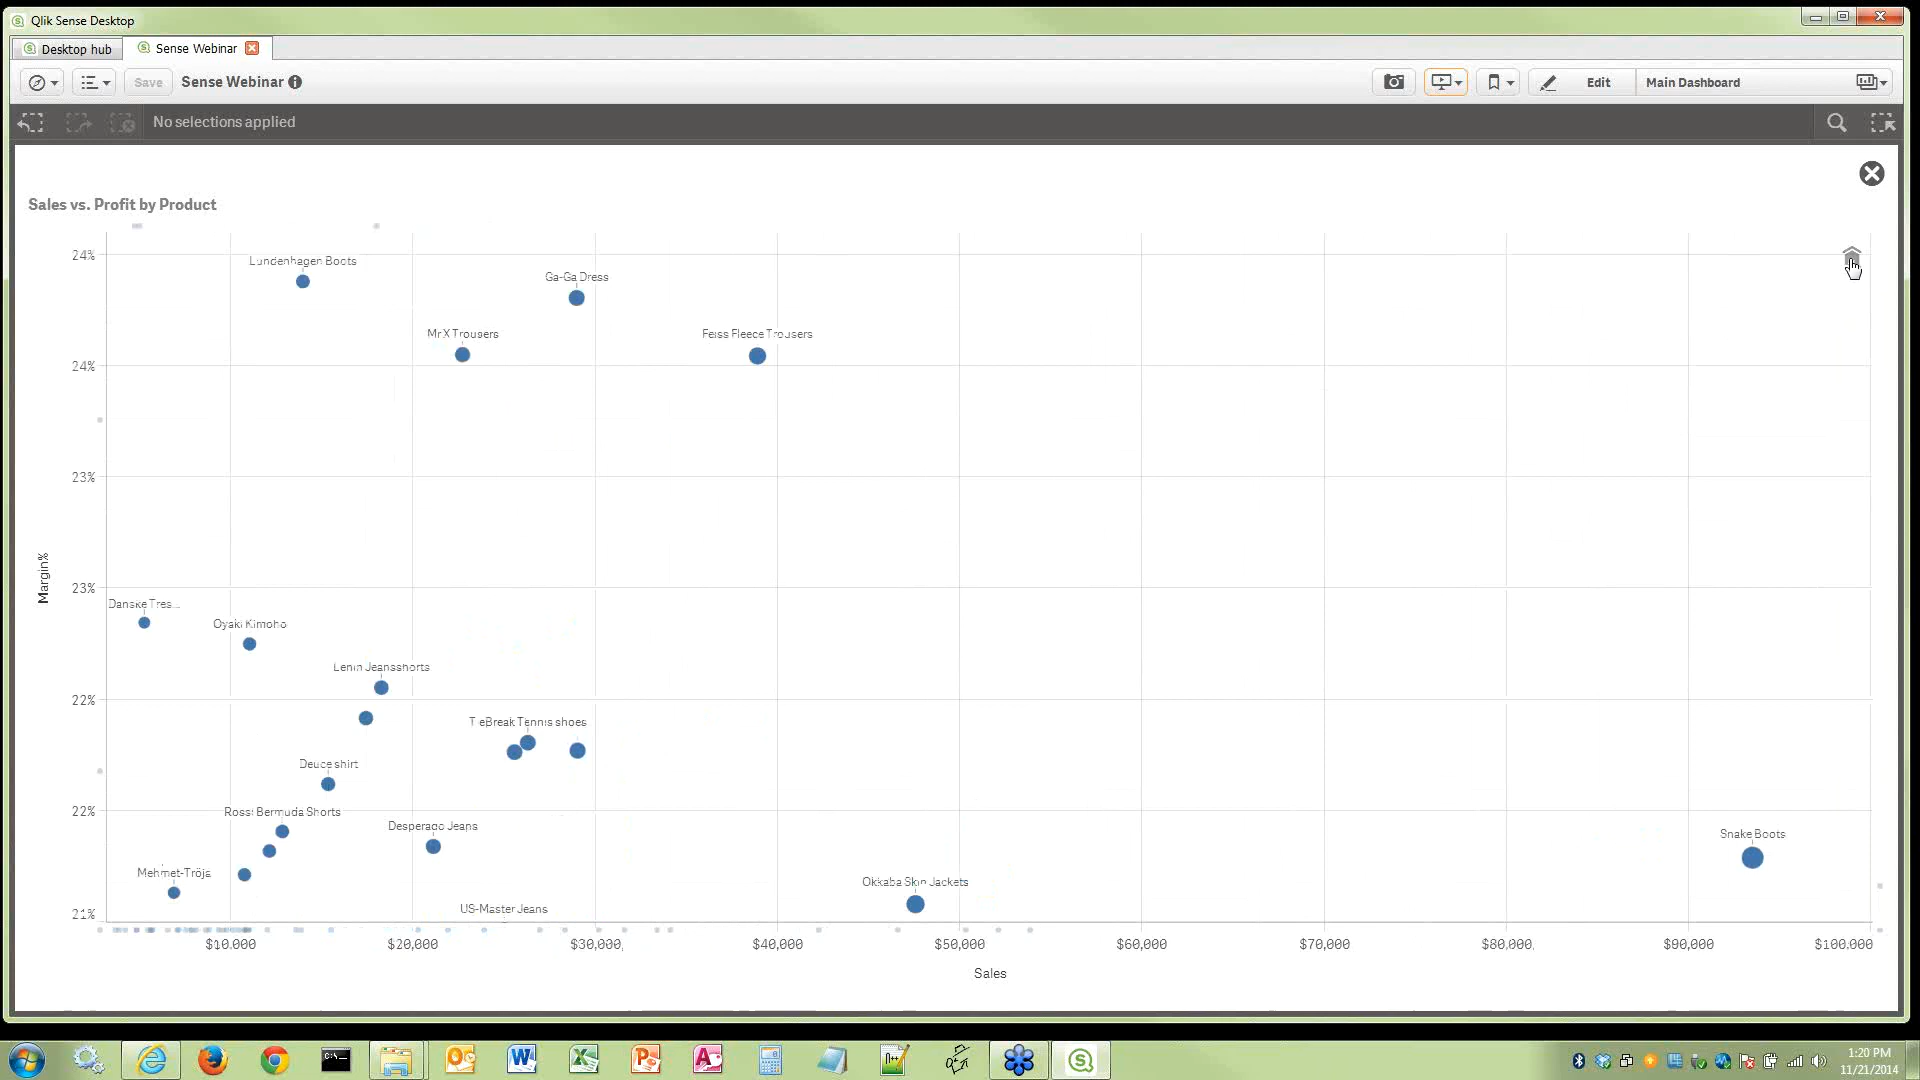 Qlik Sense Desktop
Desktop hub
Sense Webinar
Save
Sense Webinar
Edit
Main Dashboard
No selections applied
Sales vs. Profit by Product
24%
Lundenhagen Boots
Ga-Ga Dress
Mr.X Trousers
Feiss Fleece Trousers
24%
23%
Margin%
23%
Danske Tres...
Oyaki Kimono
Lenin Jeansshorts
22%
TieBreak Tennis shoes
Deuce shirt
22%
Rossi Bermuda Shorts
Desperado Jeans
Snake Boots
Mehmet-Tröja
Okkaba Skin Jackets
US-Master Jeans
21%
$10,000
$20,000
$30,000
$40,000
$50,000
$60,000
$70,000
$80,000
$90,000
$100,000
Sales
1:20 PM
11/21/2014